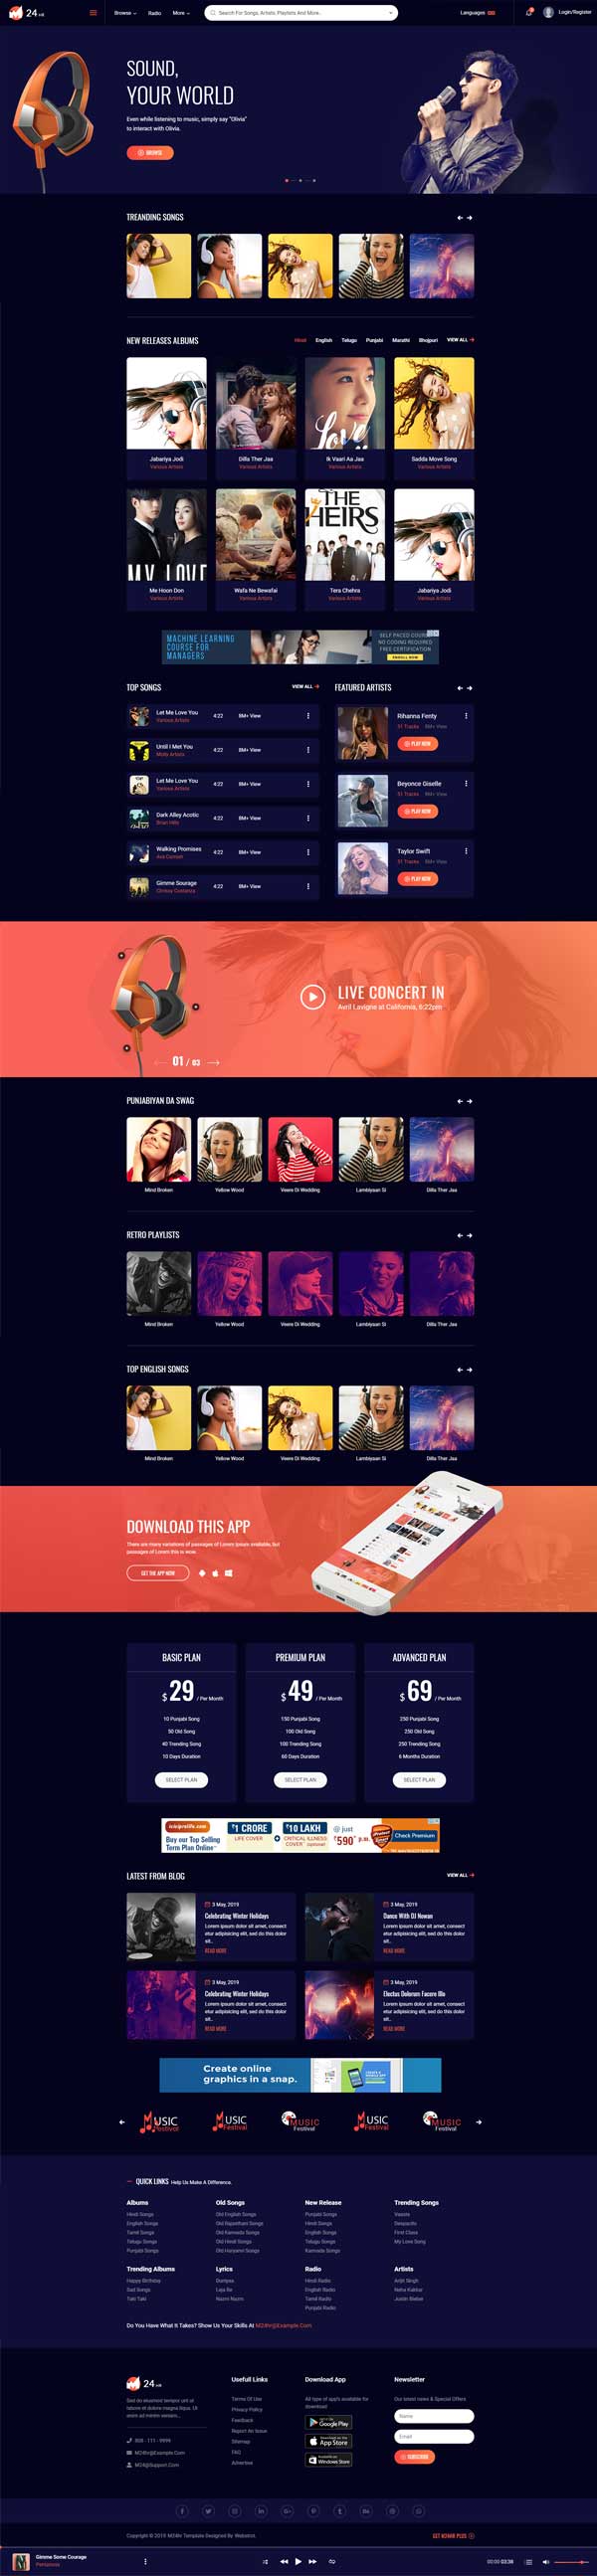 24 HR
Browse
Radio
More
Search For Songs, Artists, Playlists And More..
Languages
Login/Register
SOUND,
YOUR WORLD
Even while listening to music, simply say "Olivia"
to interact with Olivia.
BROWSE
TREANDING SONGS
NEW RELEASES ALBUMS
Hindi English Telugu Punjabi Marathi Bhojpuri VIEW ALL
Love
Jabariya Jodi
Various Artists
Dilla Ther Jaa
Various Artists
Ik Vaari Aa Jaa
Various Artists
Sadda Move Song
Various Artists
THE
HEIRS
Me Hoon Don
Various Artists
Wafa Ne Bewafai
Various Artists
Tera Chehra
Various Artists
Jabariya Jodi
Various Artists
MACHINE LEARNING
COURSE FOR
MANAGERS
NO CODING REQUIRED
FREE CERTIFICATION
ENROLL NOW
TOP SONGS
VIEW ALL
Let Me Love You
Various Artists
4:22
8M+ View
Until I Met You
4:22
8M+ View
Let Me Love You
Various Artists
4:22
8M+ View
Dark Alley Acotic
Brian Hilly
4:22
8M+ View
Walking Promises
Ava Cornish
4:22
8M+ View
Gimme Sourage
4:22
8M+ View
FEATURED ARTISTS
Rihanna Fenty
51 Tracks 8M+ View
PLAY NOW
Beyonce Giselle
51 Tracks 8M+ View
PLAY NOW
Taylor Swift
51 Tracks 8M+ View
PLAY NOW
LIVE CONCERT IN
Avril Lavigne at California, 6:22pm
01 / 03
PUNJABIYAN DA SWAG
Mind Broken
Yellow Wood
Veere Di Wedding
Lambiyaan Si
Dilla Ther Jaa
RETRO PLAYLISTS
Mind Broken
Yellow Wood
Veere Di Wedding
Lambiyaan Si
Dilla Ther Jaa
TOP ENGLISH SONGS
Mind Broken
Yellow Wood
Veere Di Wedding
Lambiyaan Si
Dilla Ther Jaa
DOWNLOAD THIS APP
There are many variations of passages of Lorem Ipsum available, but
passages of Lorem this is wow.
GET THE APP NOW
BASIC PLAN
$29 / Per Month
10 Punjabi Song
50 Old Song
40 Trending Song
10 Days Duration
SELECT PLAN
PREMIUM PLAN
$49 / Per Month
150 Punjabi Song
100 Old Song
100 Trending Song
60 Days Duration
SELECT PLAN
ADVANCED PLAN
$69 / Per Month
250 Punjabi Song
250 Old Song
250 Trending Song
6 Months Duration
SELECT PLAN
iciciprulife.com
Buy our Top Selling
Term Plan Online
₹1 CRORE
LIFE COVER
₹10 LAKH
CRITICAL ILLNESS
COVER (optional)
@ just
₹590 p.m.
Check Premium
LATEST FROM BLOG
VIEW ALL
3 May, 2019
Celebrating Winter Holidays
Lorem ipsum dolor sit amet, consect
etur adipisicing elit, sed do this dolor
sit..
READ MORE
3 May, 2019
Dance With DJ Nowan
Lorem ipsum dolor sit amet, consect
etur adipisicing elit, sed do this dolor
sit..
READ MORE
3 May, 2019
Celebrating Winter Holidays
Lorem ipsum dolor sit amet, consect
etur adipisicing elit, sed do this dolor
sit..
READ MORE
3 May, 2019
Electus Dolorum Facere Illo
Lorem ipsum dolor sit amet, consect
etur adipisicing elit, sed do this dolor
sit..
READ MORE
Create online
graphics in a snap.
MUSIC
Festival
MUSIC
Festival
MUSIC
Festival
MUSIC
Festival
MUSIC
Festival
QUICK LINKS Help Us Make A Difference.
Albums
Hindi Songs
English Songs
Tamil Songs
Telugu Songs
Punjabi Songs
Old Songs
Old English Songs
Old Rajasthani Songs
Old Kannada Songs
Old Hindi Songs
Old Haryanvi Songs
New Release
Punjabi Songs
Hindi Songs
English Songs
Telugu Songs
Kannada Songs
Trending Songs
Vaaste
Despacito
First Class
My Love Song
Trending Albums
Happy Birthday
Sad Songs
Taki Taki
Lyrics
Dumyaa
Laja Re
Nazm Nazm
Radio
Hindi Radio
English Radio
Tamil Radio
Punjabi Radio
Artists
Arijit Singh
Neha Kakkar
Justin Bieber
Do You Have What It Takes? Show Us Your Skills At M24hr@Example.Com
24 HR
Sed do eiusmod tempor unt ut
labore et dolore magna liqua. Ut
enim ad minim veniam...
808 - 111 - 9999
M24hr@Example.Com
M24@Support.Com
Usefull Links
Terms Of Use
Privacy Policy
Feedback
Report An Issue
Sitemap
FAQ
Advertise
Download App
All type of app's available for
download
Google Play
App Store
Windows Store
Newsletter
Our latest news & Special Offers
Name
Email
SUBSCRIBE
Copyright © 2019 M24hr Template Designed By Webstrot.
GET M24HR PLUS
Gimme Some Courage
00:00 03:38